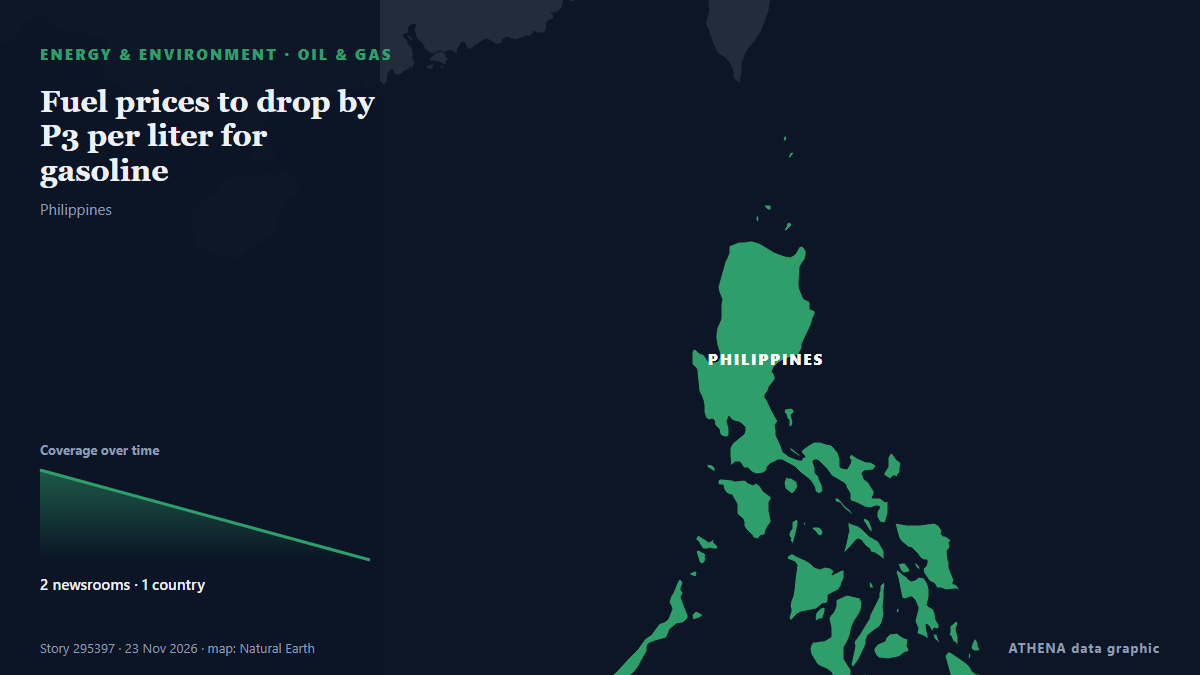 ENERGY & ENVIRONMENT · OIL & GAS
Fuel prices to drop by
P3 per liter for
gasoline
Philippines
PHILIPPINES
Coverage over time
2 newsrooms · 1 country
Story 295397 · 23 Nov 2026 · map: Natural Earth
ATHENA data graphic